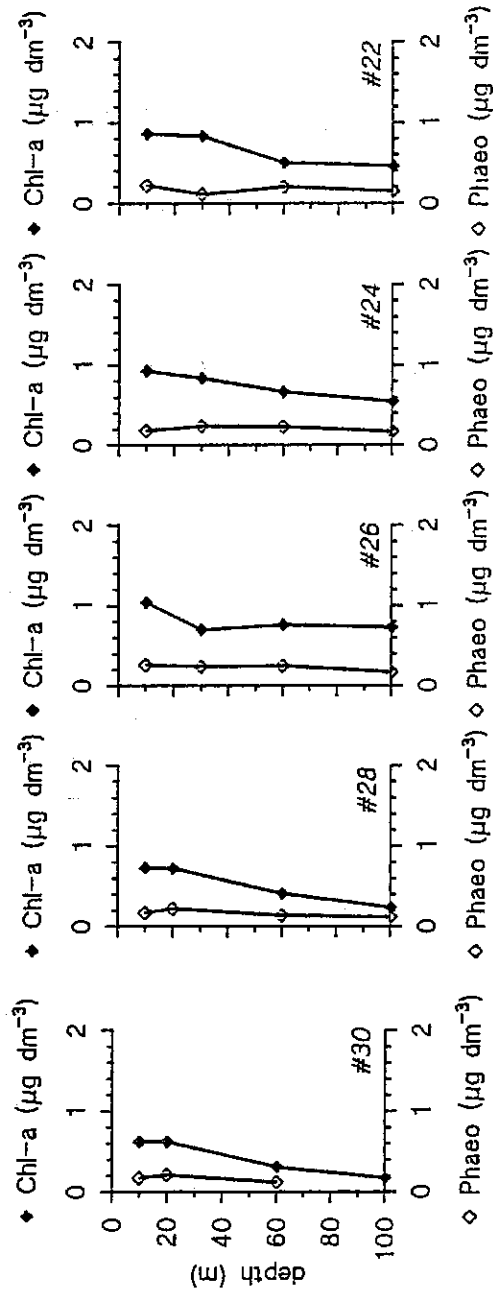 ◆ Chl-a (µg dm⁻³) ◆ Chl-a (µg dm⁻³) ◆ Chl-a (µg dm⁻³) ◆ Chl-a (µg dm⁻³) ◆ Chl-a (µg dm⁻³)
0 1 2 0 1 2 0 1 2 0 1 2 0 1 2
0
20
40
60
80
100
depth (m)
#30 #28 #26 #24 #22
0 1 2 0 1 2 0 1 2 0 1 2 0 1 2
◇ Phaeo (µg dm⁻³) ◇ Phaeo (µg dm⁻³) ◇ Phaeo (µg dm⁻³) ◇ Phaeo (µg dm⁻³) ◇ Phaeo (µg dm⁻³)